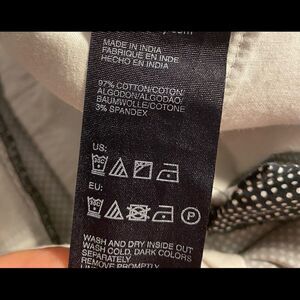 MADE IN INDIA
FABRIQUÉ EN INDE
HECHO EN INDIA
97% COTTON/COTON/
ALGODÓN/ALGODÃO/
BAUMWOLLE/COTONE
3% SPANDEX
US:
EU:
P
WASH AND DRY INSIDE OUT
WASH COLD, DARK COLORS
SEPARATELY
REMOVE PROMPTLY